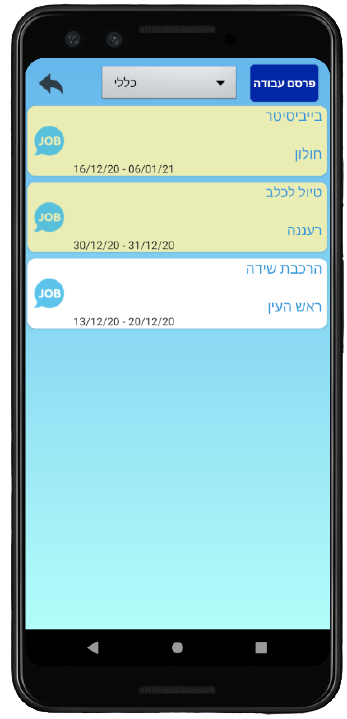 פרסם עבודה
כללי
בייביסיטר
חולון
JOB
16/12/20 - 06/01/21
טיול לכלב
רעננה
JOB
30/12/20 - 31/12/20
הרכבת שידה
ראש העין
JOB
13/12/20 - 20/12/20